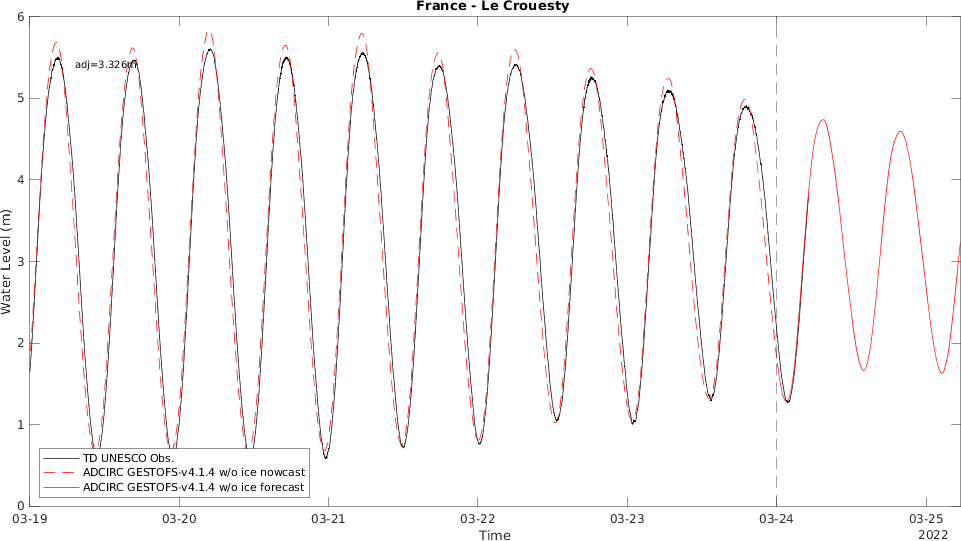 France - Le Crouesty
adj=3.326m
Water Level (m)
6
5
4
3
2
1
0
TD UNESCO Obs.
ADCIRC GESTOFS-v4.1.4 w/o ice nowcast
ADCIRC GESTOFS-v4.1.4 w/o ice forecast
03-19 03-20 03-21 03-22 03-23 03-24 03-25
Time 2022